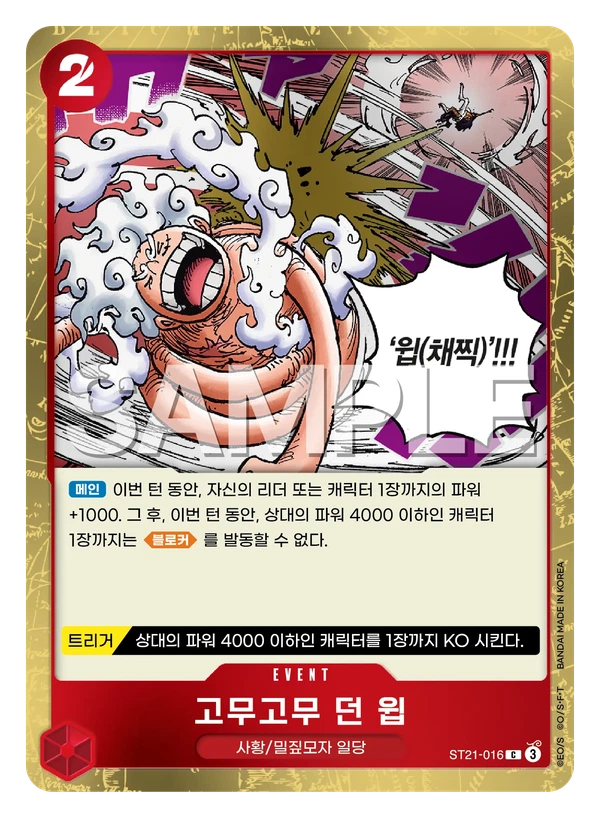 2
'윕(채찍)'!!!
SAMPLE
메인 이번 턴 동안, 자신의 리더 또는 캐릭터 1장까지의 파워
+1000. 그 후, 이번 턴 동안, 상대의 파워 4000 이하인 캐릭터
1장까지는 블로커 를 발동할 수 없다.
트리거 상대의 파워 4000 이하인 캐릭터를 1장까지 KO 시킨다.
EVENT
고무고무 던 윕
사황/밀짚모자 일당
ST21-016 C 3
©EO/S ©O/S·F·T BANDAI MADE IN KOREA